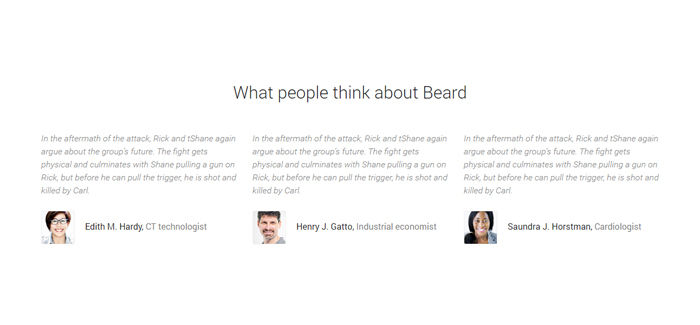 What people think about Beard
In the aftermath of the attack, Rick and tShane again
argue about the group's future. The fight gets
physical and culminates with Shane pulling a gun on
Rick, but before he can pull the trigger, he is shot and
killed by Carl.
Edith M. Hardy, CT technologist
In the aftermath of the attack, Rick and tShane again
argue about the group's future. The fight gets
physical and culminates with Shane pulling a gun on
Rick, but before he can pull the trigger, he is shot and
killed by Carl.
Henry J. Gatto, Industrial economist
In the aftermath of the attack, Rick and tShane again
argue about the group's future. The fight gets
physical and culminates with Shane pulling a gun on
Rick, but before he can pull the trigger, he is shot and
killed by Carl.
Saundra J. Horstman, Cardiologist